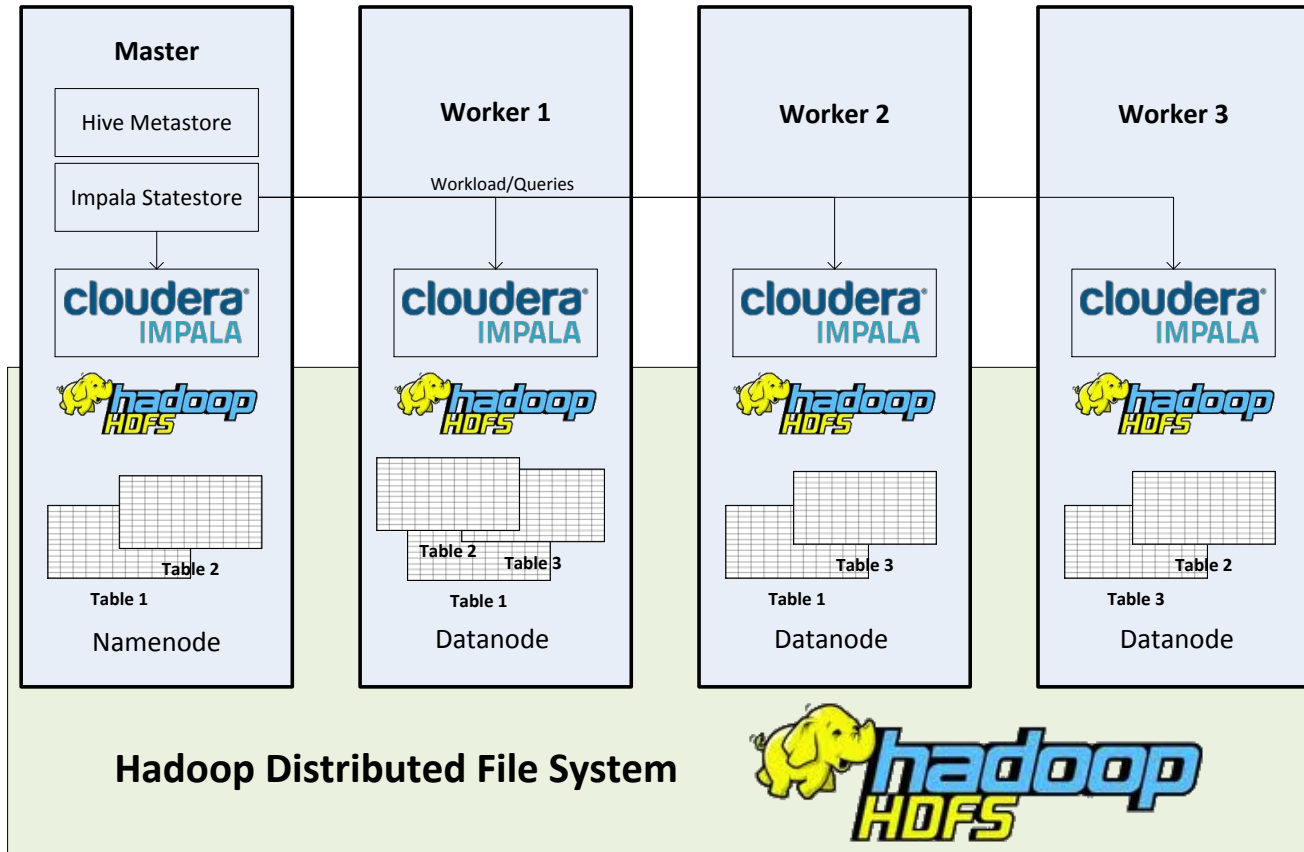 Master
Hive Metastore
Impala Statestore
cloudera®
IMPALA
hadoop
HDFS
Table 2
Table 1
Namenode
Worker 1
Workload/Queries
cloudera®
IMPALA
hadoop
HDFS
Table 2
Table 3
Table 1
Datanode
Worker 2
cloudera®
IMPALA
hadoop
HDFS
Table 3
Table 1
Datanode
Worker 3
cloudera®
IMPALA
hadoop
HDFS
Table 2
Table 3
Datanode
Hadoop Distributed File System
hadoop
HDFS